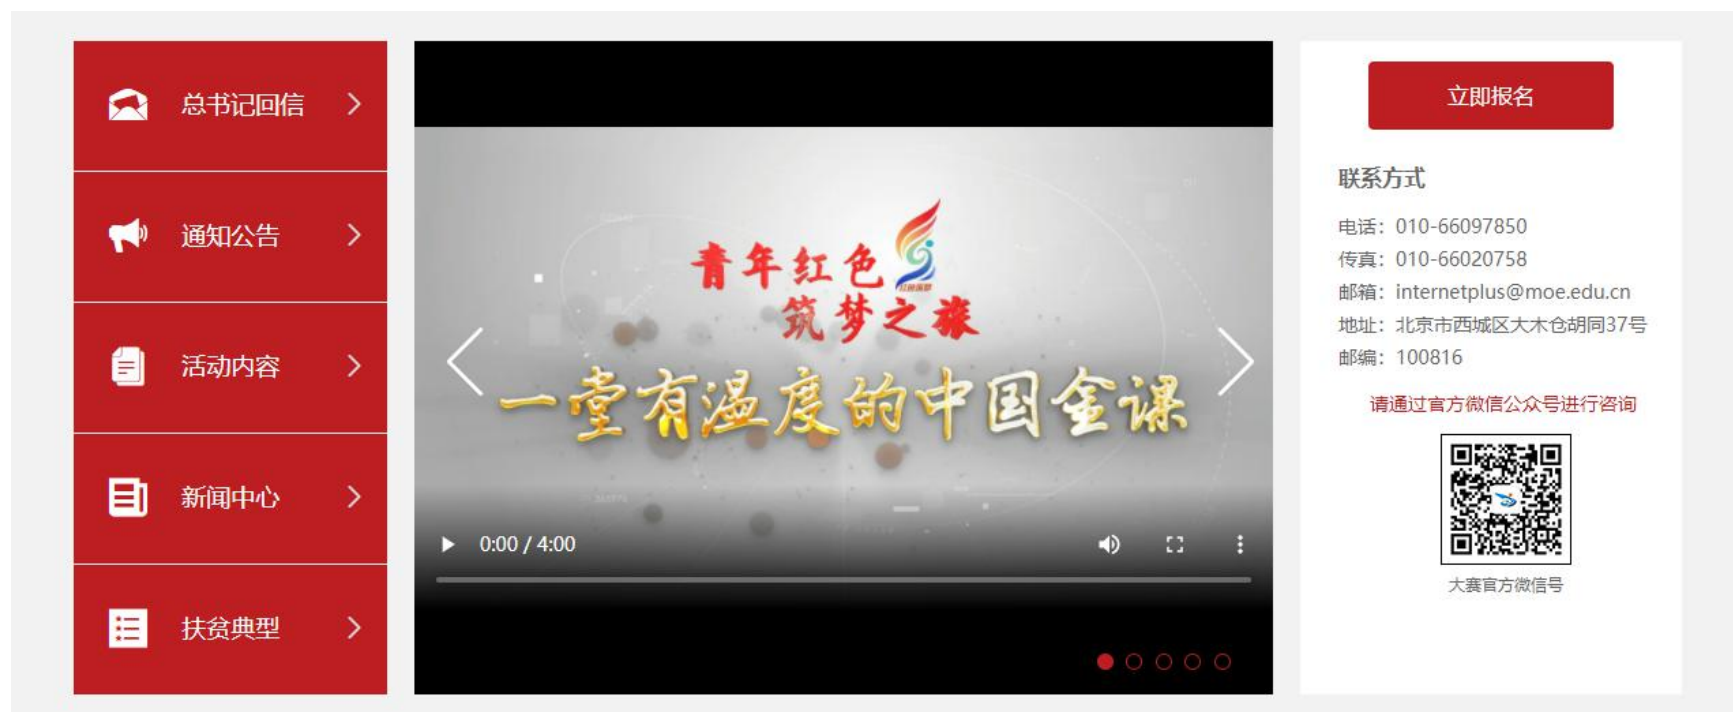 总书记回信
通知公告
活动内容
新闻中心
扶贫典型
青年红色
筑梦之旅
一堂有温度的中国金课
0:00 / 4:00
立即报名
联系方式
电话：010-66097850
传真：010-66020758
邮箱：internetplus@moe.edu.cn
地址：北京市西城区大木仓胡同37号
邮编：100816
请通过官方微信公众号进行咨询
大赛官方微信号